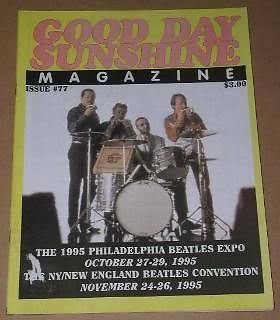 GOOD DAY
SUNSHINE
MAGAZINE
ISSUE #77
$3.00
THE 1995 PHILADELPHIA BEATLES EXPO
OCTOBER 27-29, 1995
THE NY/NEW ENGLAND BEATLES CONVENTION
NOVEMBER 24-26, 1995